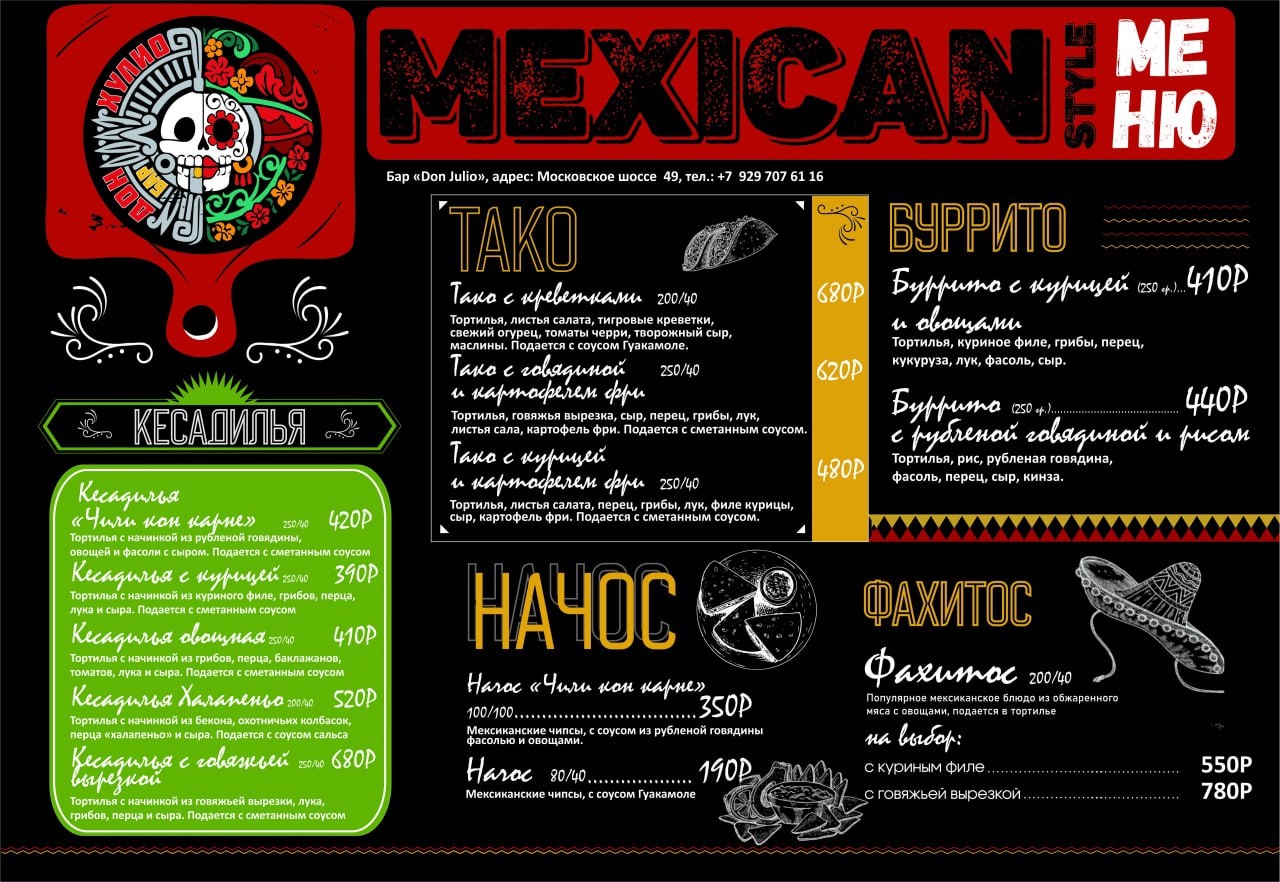 ДОН ХУЛИО
БАР
MEXICAN
STYLE
МЕ
НЮ
Бар «Don Julio», адрес: Московское шоссе 49, тел.: +7 929 707 61 16
ТАКО
Тако с креветками 200/40 680Р
Тортилья, листья салата, тигровые креветки,
свежий огурец, томаты черри, творожный сыр,
маслины. Подается с соусом Гуакамоле.
Тако с говядиной 250/40 620Р
и картофелем фри
Тортилья, говяжья вырезка, сыр, перец, грибы, лук,
листья сала, картофель фри. Подается с сметанным соусом.
Тако с курицей
и картофелем фри 250/40 480Р
Тортилья, листья салата, перец, грибы, лук, филе курицы,
сыр, картофель фри. Подается с сметанным соусом.
БУРРИТО
Буррито с курицей (250 гр.)...410Р
и овощами
Тортилья, куриное филе, грибы, перец,
кукуруза, лук, фасоль, сыр.
Буррито (250 гр.)........................................ 440Р
с рубленой говядиной и рисом
Тортилья, рис, рубленая говядина,
фасоль, перец, сыр, кинза.
КЕСАДИЛЬЯ
Кесадилья
«Чили кон карне» 250/40 420Р
Тортилья с начинкой из рубленой говядины,
овощей и фасоли с сыром. Подается с сметанным соусом
Кесадилья с курицей 250/40 390Р
Тортилья с начинкой из куриного филе, грибов, перца,
лука и сыра. Подается с сметанным соусом
Кесадилья овощная 250/40 410Р
Тортилья с начинкой из грибов, перца, баклажанов,
томатов, лука и сыра. Подается с сметанным соусом
Кесадилья Халапеньо 200/40 520Р
Тортилья с начинкой из бекона, охотничьих колбасок,
перца «халапеньо» и сыра. Подается с соусом сальса
Кесадилья с говяжьей 250/40 680Р
вырезкой
Тортилья с начинкой из говяжьей вырезки, лука,
грибов, перца и сыра. Подается с сметанным соусом
НАЧОС
Начос «Чили кон карне»
100/100................................350Р
Мексиканские чипсы, с соусом из рубленой говядины
фасолью и овощами.
Начос 80/40.................. 190Р
Мексиканские чипсы, с соусом Гуакамоле
ФАХИТОС
Фахитос 200/40
Популярное мексиканское блюдо из обжаренного
мяса с овощами, подается в тортилье
на выбор:
с куриным филе........................................ 550Р
с говяжьей вырезкой................................ 780Р